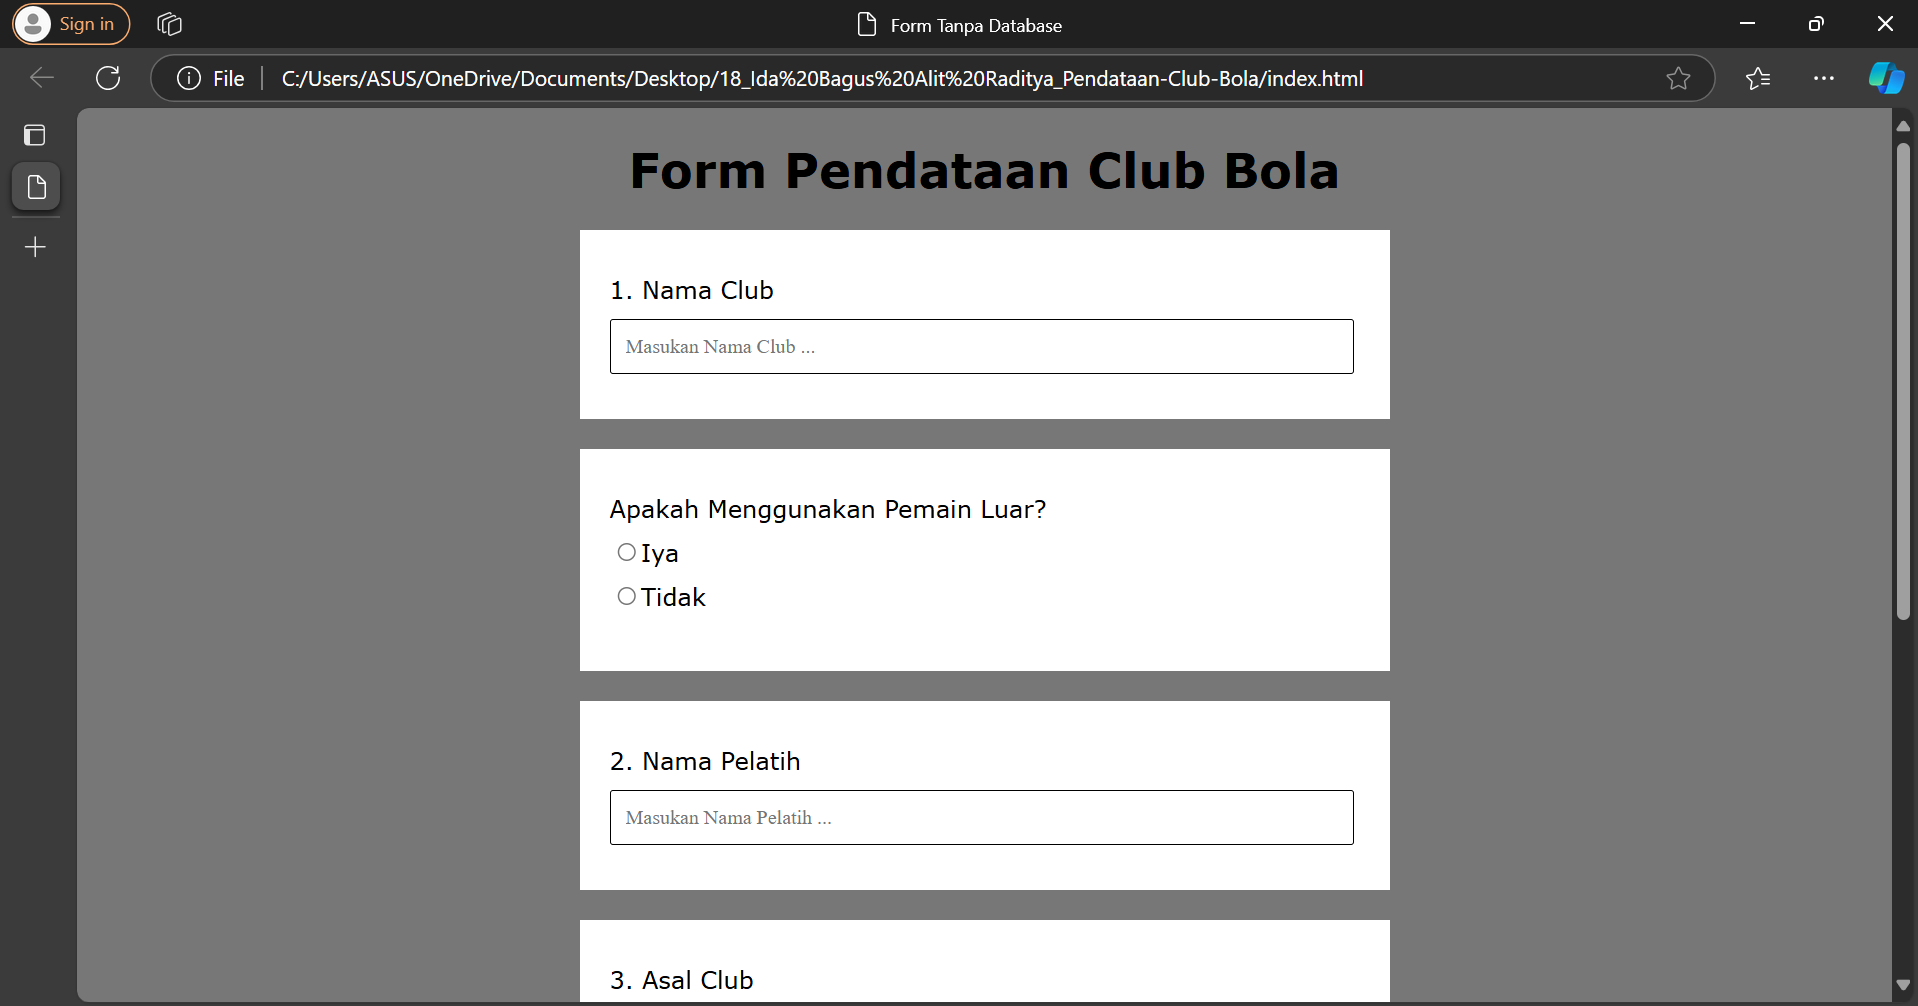 Sign in
Form Tanpa Database
File
C:/Users/ASUS/OneDrive/Documents/Desktop/18_Ida%20Bagus%20Alit%20Raditya_Pendataan-Club-Bola/index.html
Form Pendataan Club Bola
1. Nama Club
Masukan Nama Club ...
Apakah Menggunakan Pemain Luar?
Iya
Tidak
2. Nama Pelatih
Masukan Nama Pelatih ...
3. Asal Club